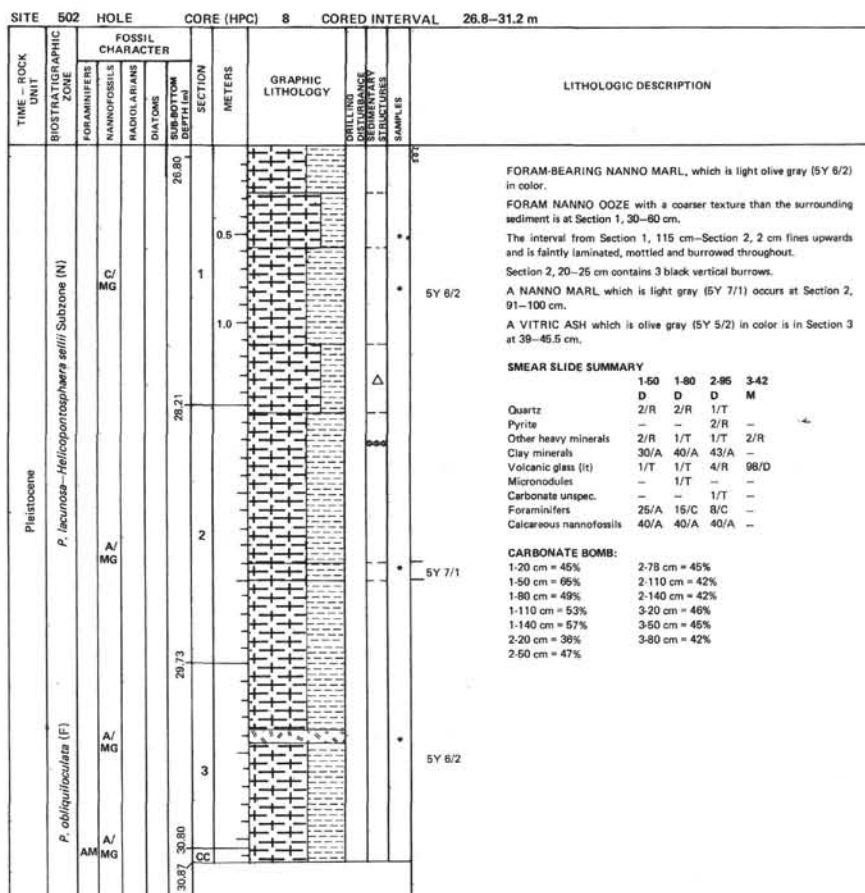 SITE 502 HOLE CORE (HPC) 8 CORED INTERVAL 26.8–31.2 m
TIME – ROCK UNIT
BIOSTRATIGRAPHIC ZONE
FOSSIL CHARACTER
FORAMINIFERS
NANNOFOSSILS
RADIOLARIANS
DIATOMS
SUB-BOTTOM DEPTH (m)
SECTION
METERS
GRAPHIC LITHOLOGY
DRILLING DISTURBANCE
SEDIMENTARY STRUCTURES
SAMPLES
LITHOLOGIC DESCRIPTION
Pleistocene
P. lacunosa–Helicopontosphaera sellii Subzone (N)
P. obliquiloculata (F)
AM
C/
MG
A/
MG
A/
MG
A/
MG
26.80
28.21
29.73
30.80
30.87
1
2
3
CC
0.5
1.0
5Y 6/2
5Y 7/1
5Y 6/2
FORAM-BEARING NANNO MARL, which is light olive gray (5Y 6/2)
in color.
FORAM NANNO OOZE with a coarser texture than the surrounding
sediment is at Section 1, 30–60 cm.
The interval from Section 1, 115 cm–Section 2, 2 cm fines upwards
and is faintly laminated, mottled and burrowed throughout.
Section 2, 20–25 cm contains 3 black vertical burrows.
A NANNO MARL which is light gray (5Y 7/1) occurs at Section 2,
91–100 cm.
A VITRIC ASH which is olive gray (5Y 5/2) in color is in Section 3
at 39–45.5 cm.
SMEAR SLIDE SUMMARY
1-50 1-80 2-95 3-42
D D D M
Quartz 2/R 2/R 1/T
Pyrite – – 2/R –
Other heavy minerals 2/R 1/T 1/T 2/R
Clay minerals 30/A 40/A 43/A –
Volcanic glass (lt) 1/T 1/T 4/R 98/D
Micronodules – 1/T – –
Carbonate unspec. – – 1/T –
Foraminifers 25/A 15/C 8/C –
Calcareous nannofossils 40/A 40/A 40/A –
CARBONATE BOMB:
1-20 cm = 45% 2-78 cm = 45%
1-50 cm = 65% 2-110 cm = 42%
1-80 cm = 49% 2-140 cm = 42%
1-110 cm = 53% 3-20 cm = 46%
1-140 cm = 57% 3-50 cm = 45%
2-20 cm = 36% 3-80 cm = 42%
2-50 cm = 47%